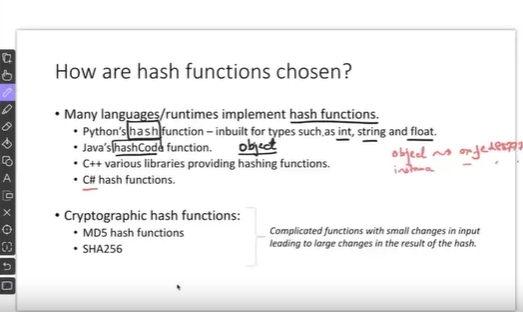 How are hash functions chosen?
• Many languages/runtimes implement hash functions.
• Python's hash function – inbuilt for types such as int, string and float.
• Java's hashCode function. object
• C++ various libraries providing hashing functions.
object
instance
• C# hash functions.
• Cryptographic hash functions:
• MD5 hash functions
• SHA256
Complicated functions with small changes in input
leading to large changes in the result of the hash.